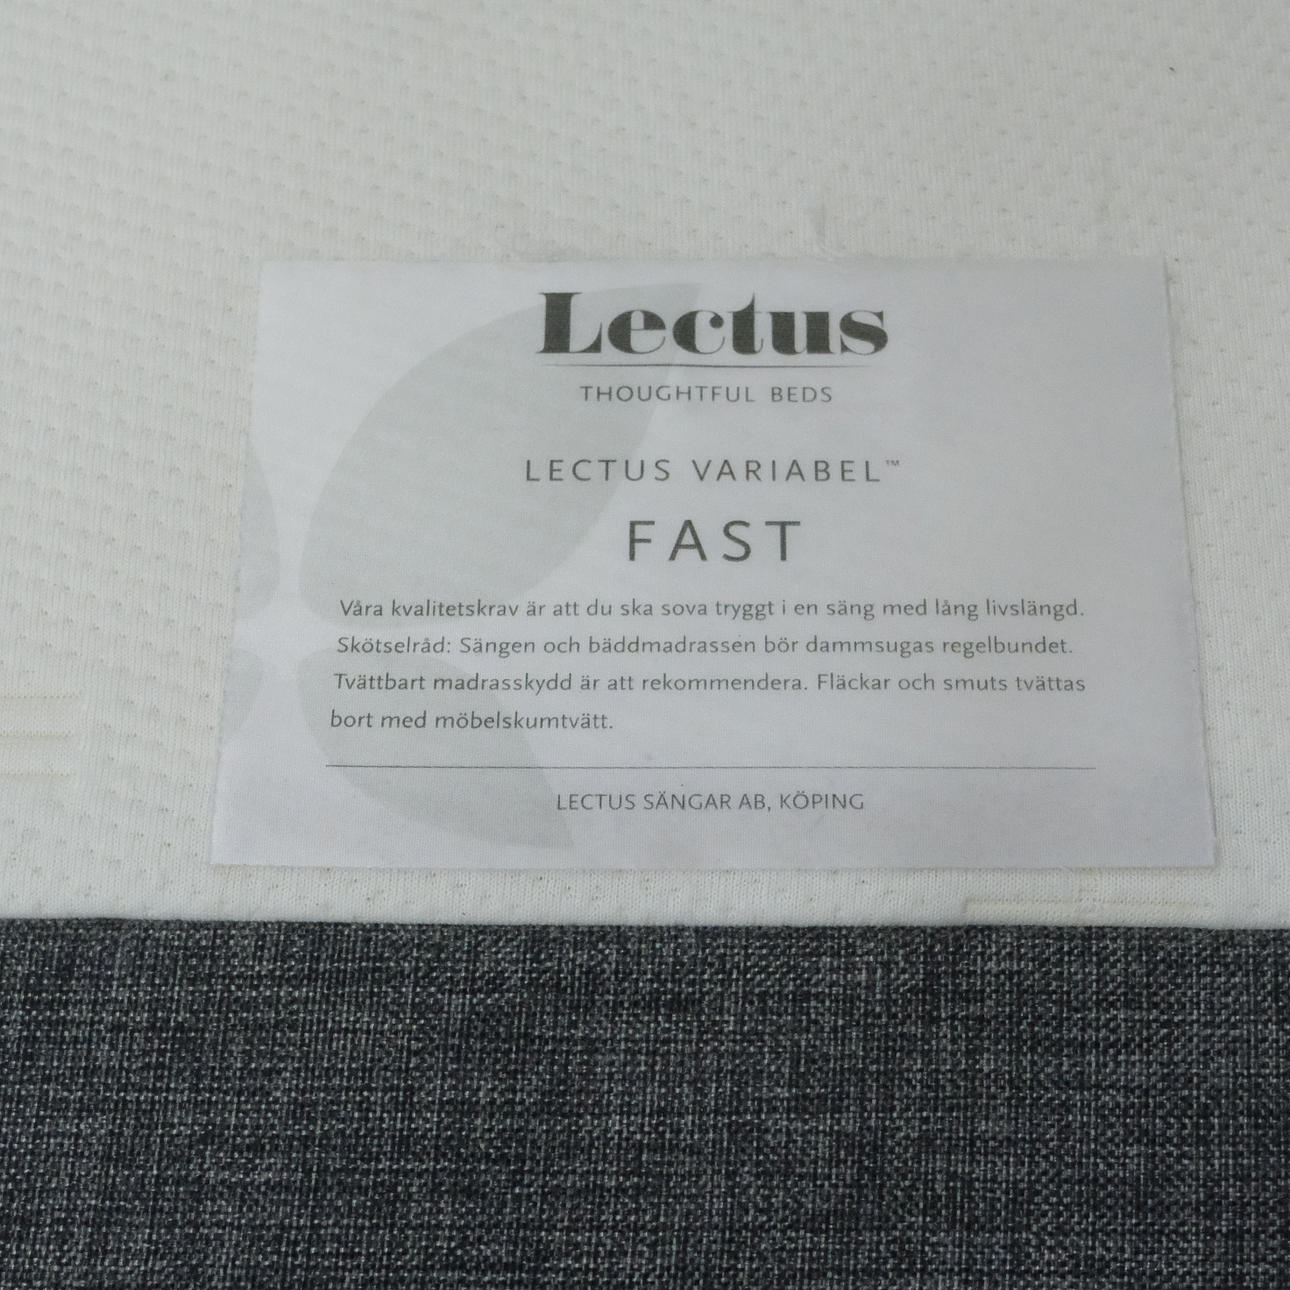 Lectus
THOUGHTFUL BEDS
LECTUS VARIABEL™
FAST
Våra kvalitetskrav är att du ska sova tryggt i en säng med lång livslängd.
Skötselråd: Sängen och bäddmadrassen bör dammsugas regelbundet.
Tvättbart madrasskydd är att rekommendera. Fläckar och smuts tvättas
bort med möbelskumtvätt.
LECTUS SÄNGAR AB, KÖPING